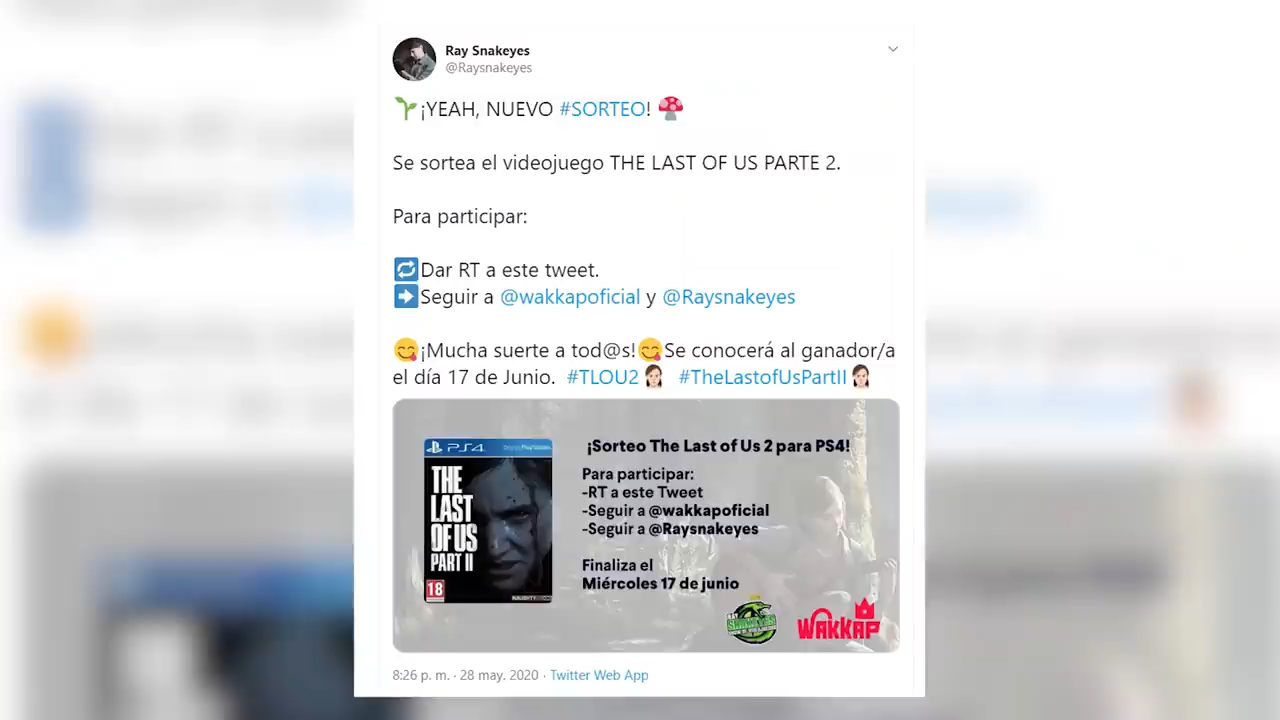 Ray Snakeyes
@Raysnakeyes
🌱¡YEAH, NUEVO #SORTEO! 🍄
Se sortea el videojuego THE LAST OF US PARTE 2.
Para participar:
🔁Dar RT a este tweet.
➡Seguir a @wakkapoficial y @Raysnakeyes
😋¡Mucha suerte a tod@s!😋Se conocerá al ganador/a
el día 17 de Junio. #TLOU2 #TheLastofUsPartII
PS4
THE
LAST
OF US
PART II
18
¡Sorteo The Last of Us 2 para PS4!
Para participar:
-RT a este Tweet
-Seguir a @wakkapoficial
-Seguir a @Raysnakeyes
Finaliza el
Miércoles 17 de junio
RAY
SNAKEYES
WAKKAP
8:26 p. m. · 28 may. 2020 · Twitter Web App